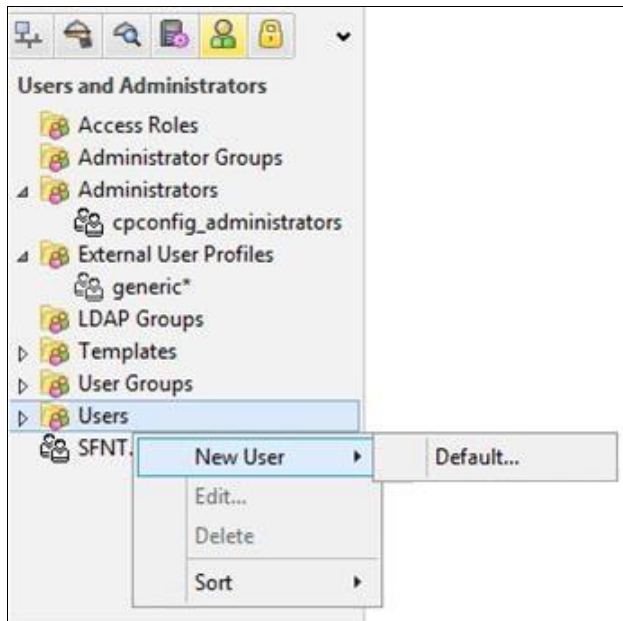 Users and Administrators
Access Roles
Administrator Groups
Administrators
cpconfig_administrators
External User Profiles
generic*
LDAP Groups
Templates
User Groups
Users
SFNT.
New User
Default...
Edit...
Delete
Sort